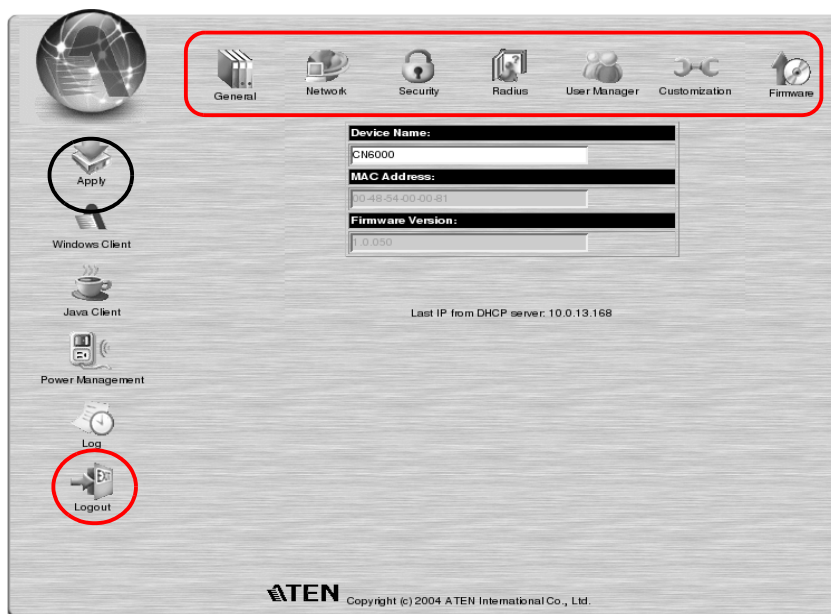 General
Network
Security
Radius
User Manager
Customization
Firmware
Apply
Windows Client
Java Client
Power Management
Log
EXIT
Logout
Device Name:
CN6000
MAC Address:
00-48-54-00-00-81
Firmware Version:
1.0.050
Last IP from DHCP server: 10.0.13.168
ATEN Copyright (c) 2004 ATEN International Co., Ltd.